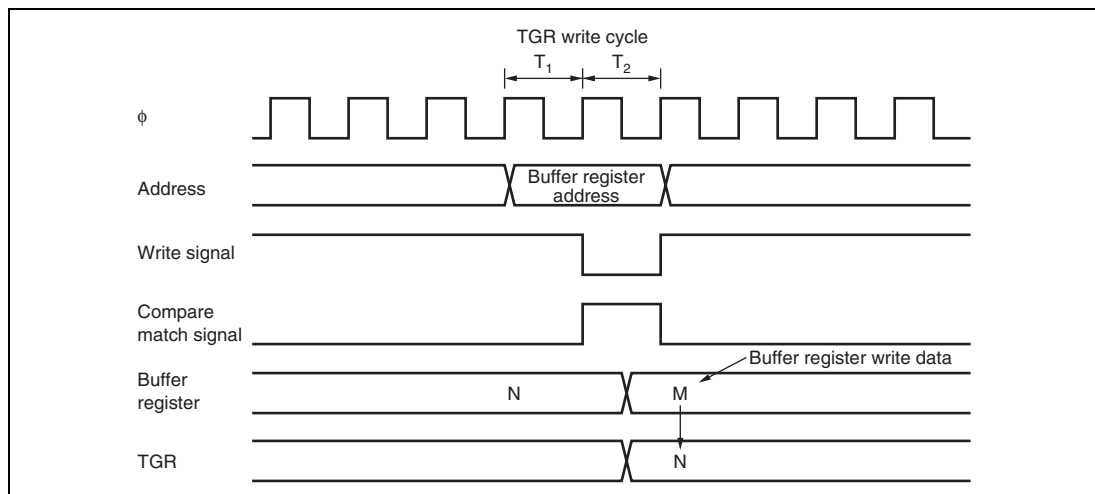 TGR write cycle
T1 T2
ϕ
Address
Buffer register
address
Write signal
Compare
match signal
Buffer register write data
Buffer
register
N M
TGR
N